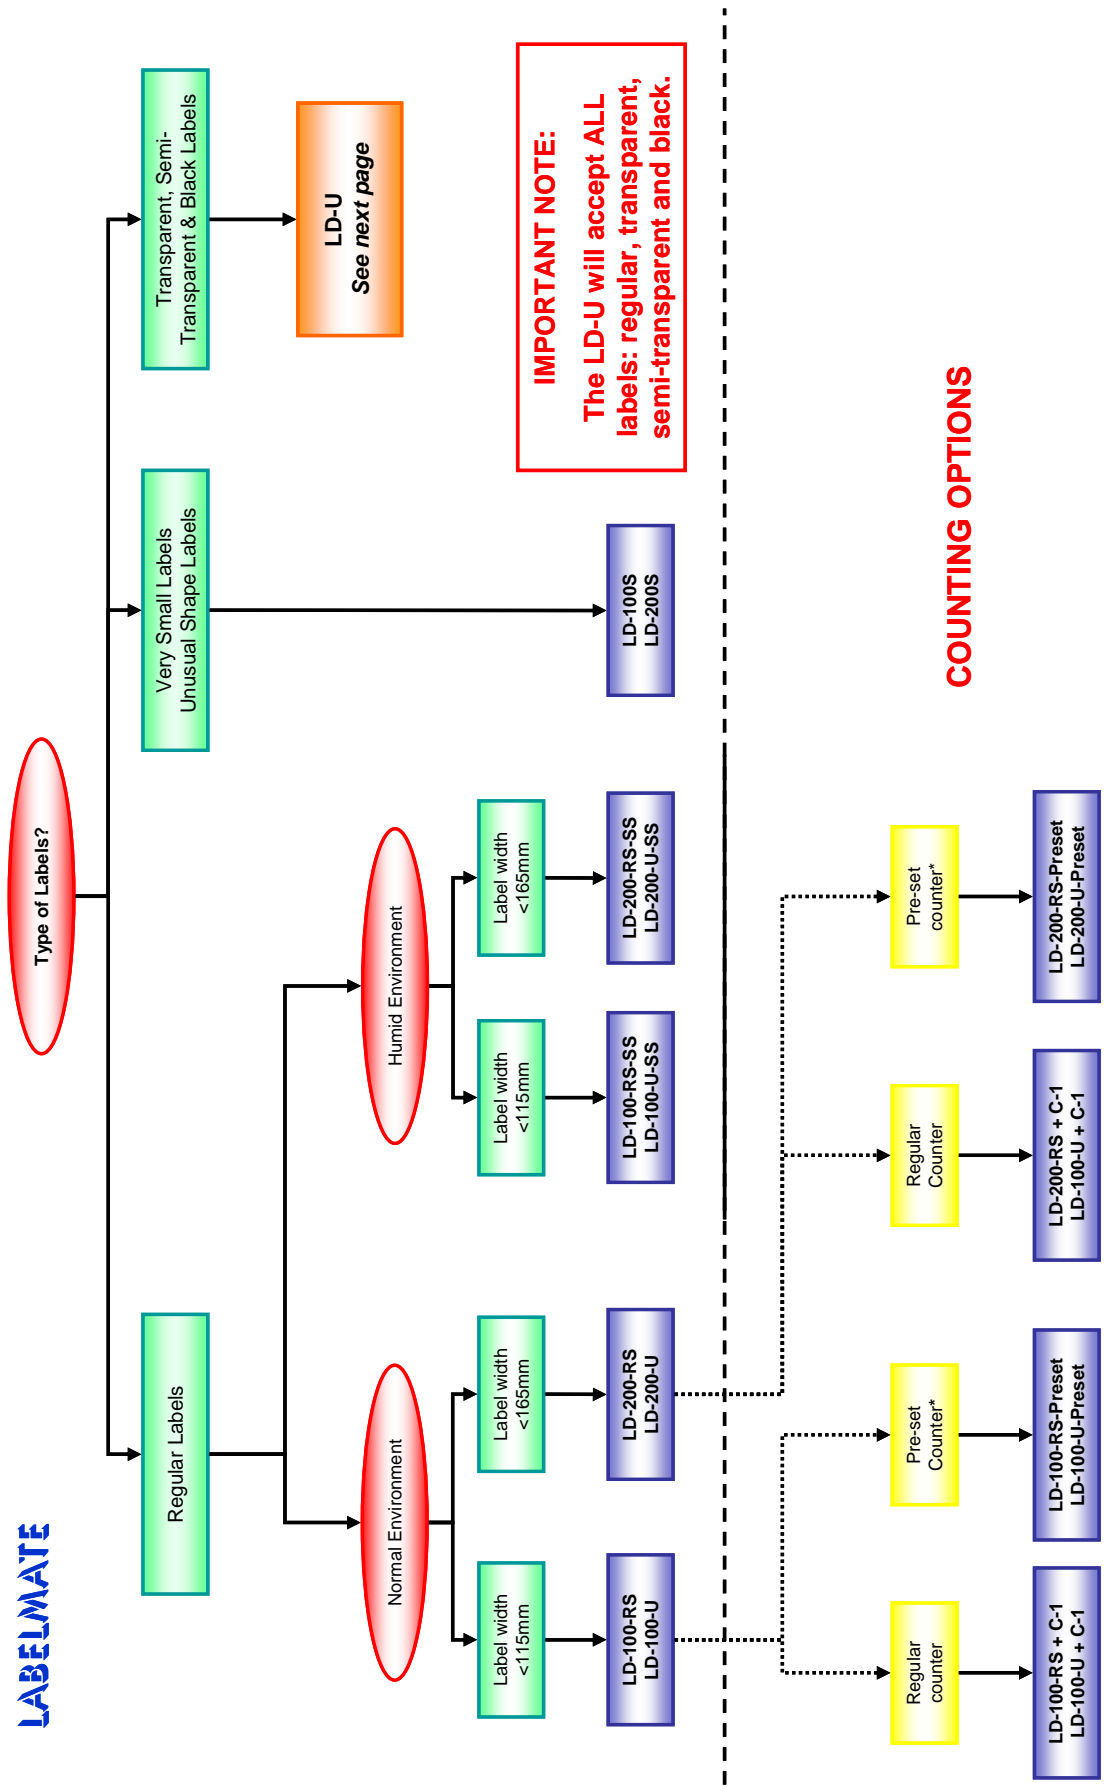 LABELMATE
Type of Labels?
Regular Labels
Very Small Labels
Unusual Shape Labels
Transparent, Semi-
Transparent & Black Labels
LD-U
See next page
Normal Environment
Humid Environment
Label width
<115mm
Label width
<165mm
Label width
<115mm
Label width
<165mm
LD-100-RS
LD-100-U
LD-200-RS
LD-200-U
LD-100-RS-SS
LD-100-U-SS
LD-200-RS-SS
LD-200-U-SS
LD-100S
LD-200S
IMPORTANT NOTE:
The LD-U will accept ALL
labels: regular, transparent,
semi-transparent and black.
Regular
counter
Pre-set
Counter*
Regular
Counter
Pre-set
counter*
COUNTING OPTIONS
LD-100-RS + C-1
LD-100-U + C-1
LD-100-RS-Preset
LD-100-U-Preset
LD-200-RS + C-1
LD-100-U + C-1
LD-200-RS-Preset
LD-200-U-Preset